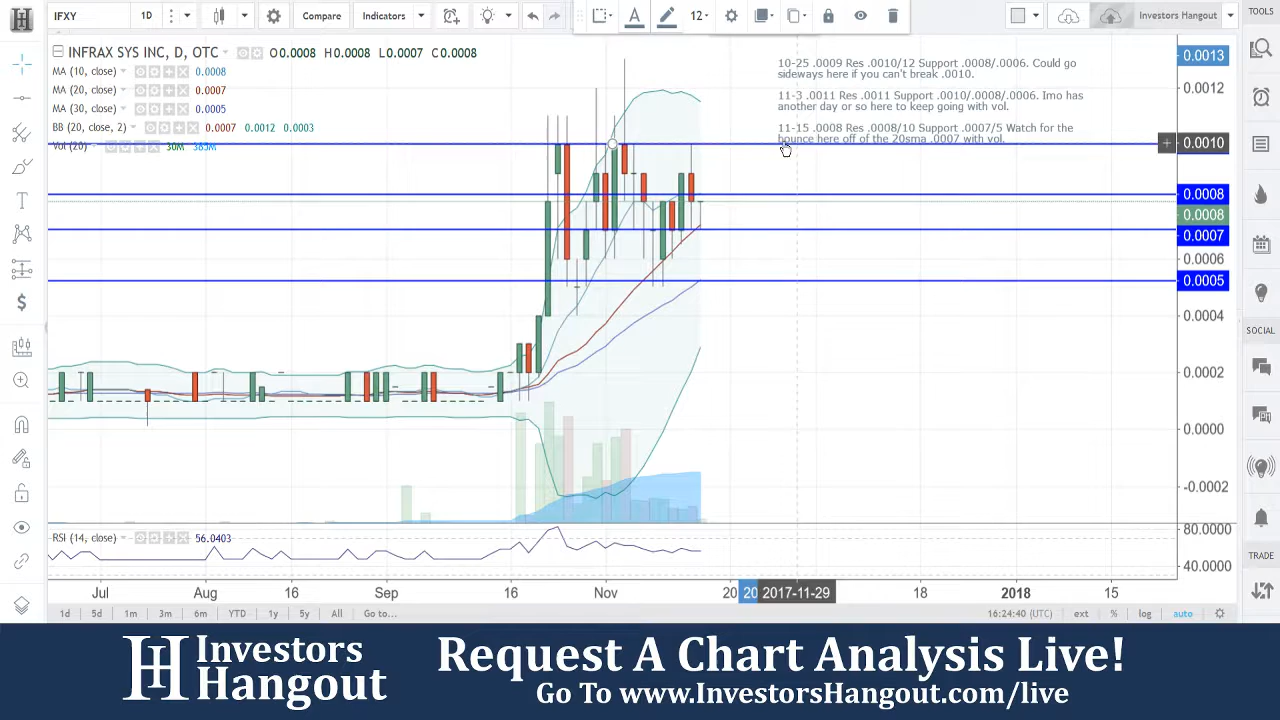 IFXY
1D
Compare
Indicators
12
Investors Hangout
TOOLS
INFRAX SYS INC, D, OTC O0.0008 H0.0008 L0.0007 C0.0008
MA (10, close) 0.0008
MA (20, close) 0.0007
MA (30, close) 0.0005
BB (20, close, 2) 0.0007 0.0012 0.0003
Vol (20) 30M 385M
10-25 .0009 Res .0010/12 Support .0008/.0006. Could go
sideways here if you can't break .0010.
11-3 .0011 Res .0011 Support .0010/.0008/.0006. Imo has
another day or so here to keep going with vol.
11-15 .0008 Res .0008/10 Support .0007/5 Watch for the
bounce here off of the 20sma .0007 with vol.
0.0013
0.0012
0.0010
0.0008
0.0008
0.0007
0.0006
0.0005
0.0004
0.0002
0.0000
-0.0002
SOCIAL
RSI (14, close) 56.0403
80.0000
40.0000
TRADE
Jul
Aug
16
Sep
16
Nov
20
20
2017-11-29
18
2018
15
1d 5d 1m 3m 6m YTD 1y 5y All Go to...
16:24:40 (UTC) ext % log auto
Investors
Hangout
Request A Chart Analysis Live!
Go To www.InvestorsHangout.com/live